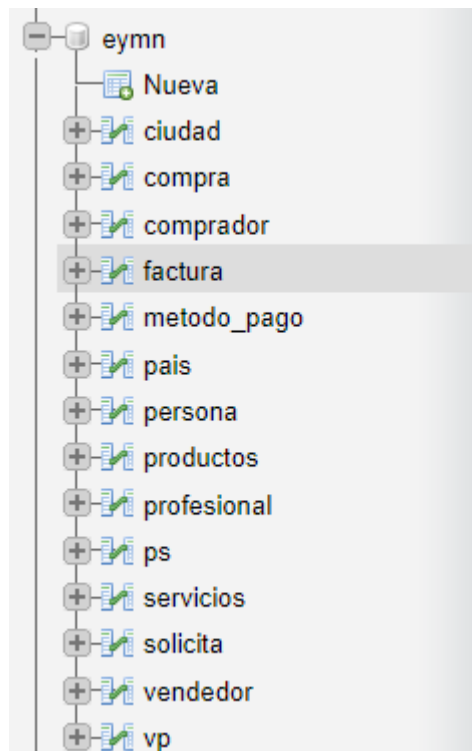 eymn
Nueva
ciudad
compra
comprador
factura
metodo_pago
pais
persona
productos
profesional
ps
servicios
solicita
vendedor
vp